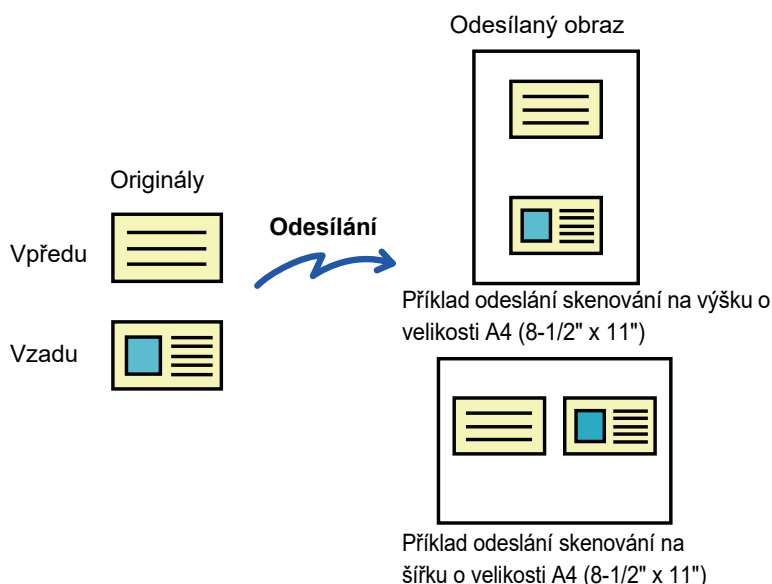 Odesílaný obraz
Originály
Odesílání
Vpředu
Vzadu
Příklad odeslání skenování na výšku o
velikosti A4 (8-1/2" x 11")
Příklad odeslání skenování na
šířku o velikosti A4 (8-1/2" x 11")